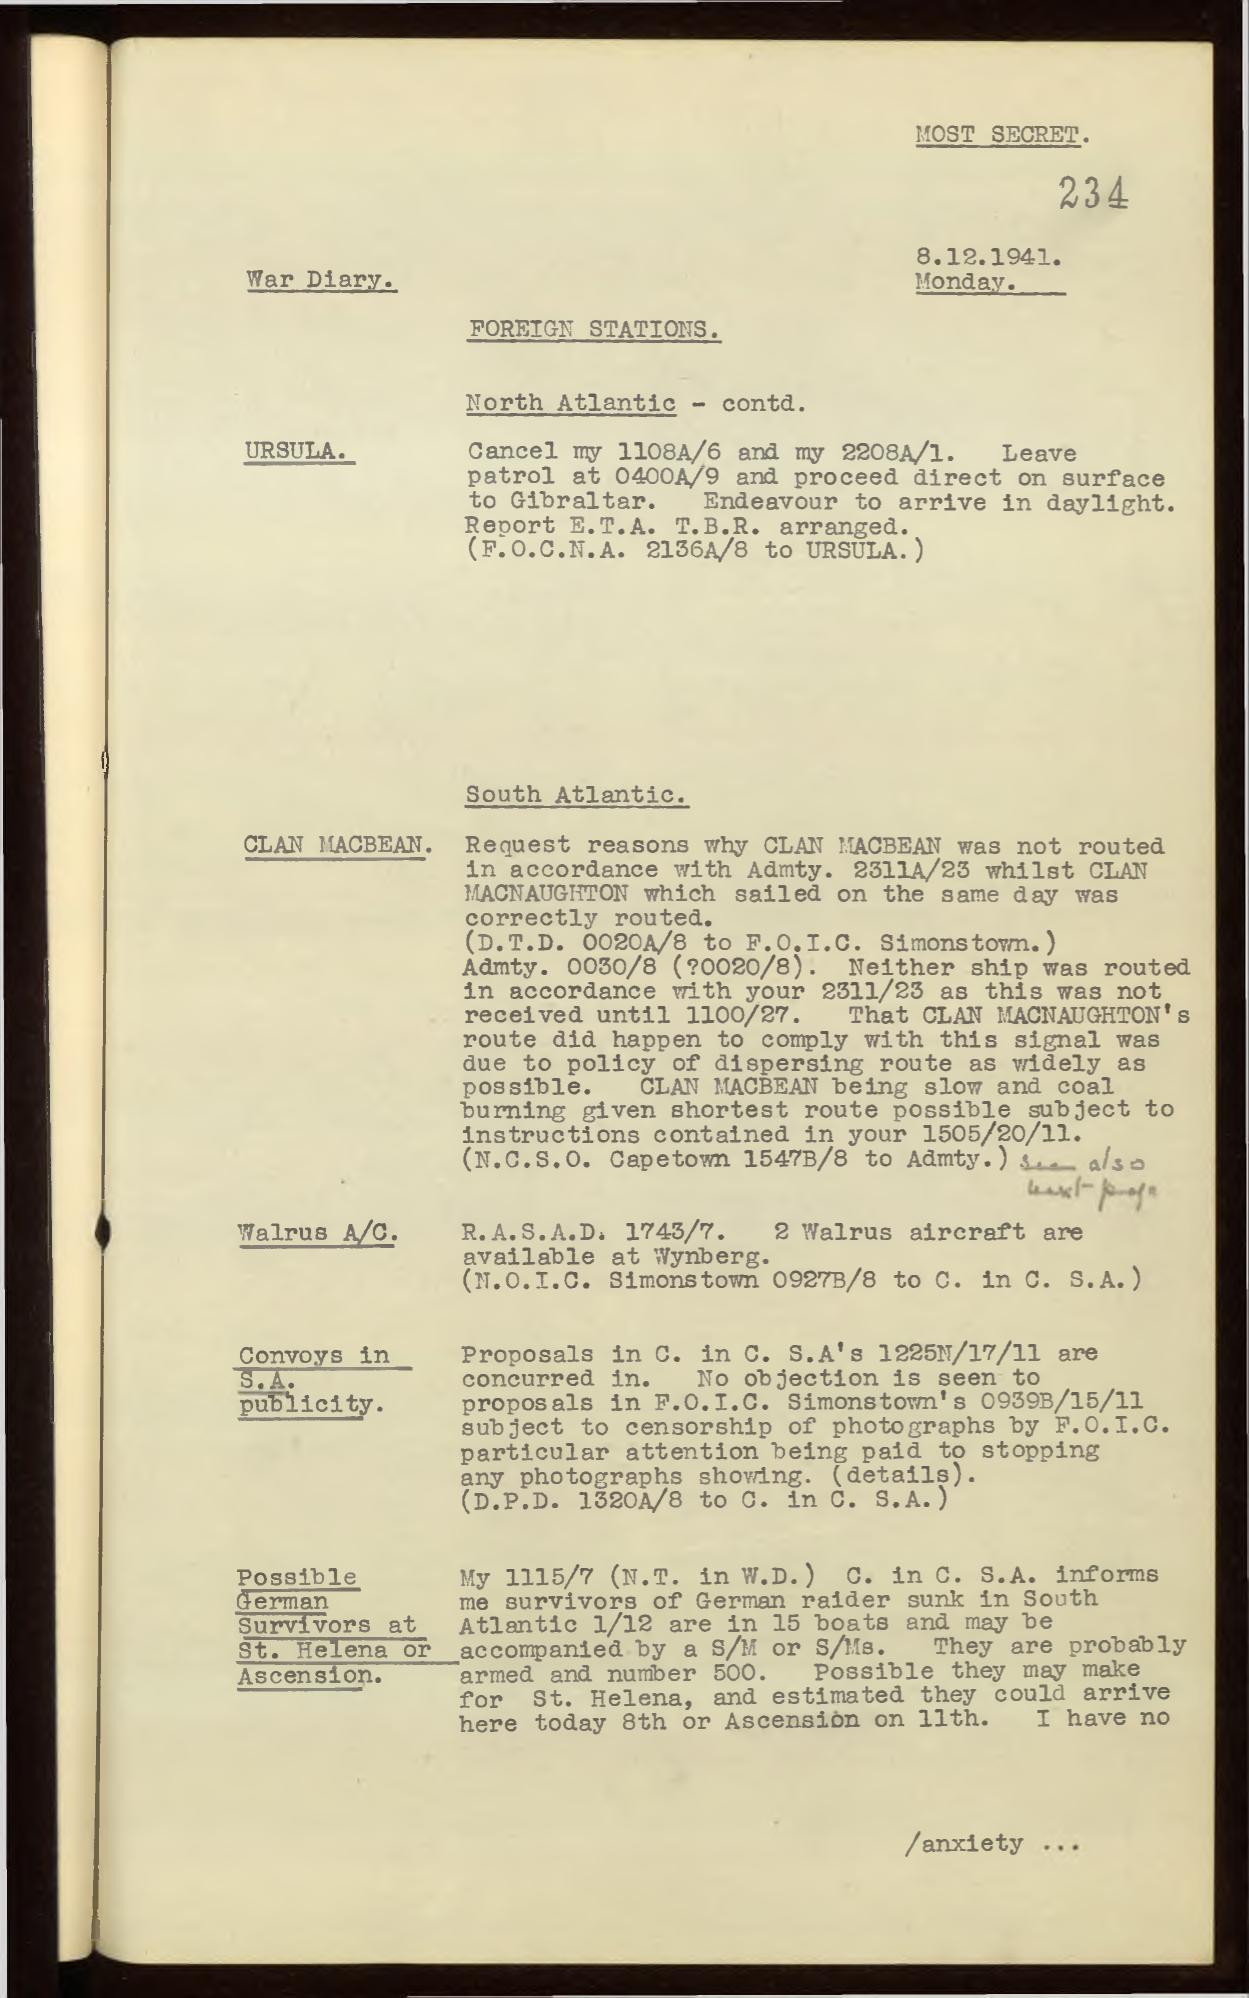 MOST SECRET.
234
8.12.1941.
War Diary.
Monday.
FOREIGN STATIONS.
North Atlantic - contd.
URSULA.
Cancel my 1108A/6 and my 2208A/1. Leave
patrol at 0400A/9 and proceed direct on surface
to Gibraltar. Endeavour to arrive in daylight.
Report E.T.A. T.B.R. arranged.
(F.O.C.N.A. 2136A/8 to URSULA.)
South Atlantic.
CLAN MACBEAN.
Request reasons why CLAN MACBEAN was not routed
in accordance with Admty. 2311A/23 whilst CLAN
MACNAUGHTON which sailed on the same day was
correctly routed.
(D.T.D. 0020A/8 to F.O.I.C. Simonstown.)
Admty. 0030/8 (?0020/8). Neither ship was routed
in accordance with your 2311/23 as this was not
received until 1100/27. That CLAN MACNAUGHTON's
route did happen to comply with this signal was
due to policy of dispersing route as widely as
possible. CLAN MACBEAN being slow and coal
burning given shortest route possible subject to
instructions contained in your 1505/20/11.
(N.C.S.O. Capetown 1547B/8 to Admty.) see also
next page
Walrus A/C.
R.A.S.A.D. 1743/7. 2 Walrus aircraft are
available at Wynberg.
(N.O.I.C. Simonstown 0927B/8 to C. in C. S.A.)
Convoys in
S.A.
publicity.
Proposals in C. in C. S.A's 1225N/17/11 are
concurred in. No objection is seen to
proposals in F.O.I.C. Simonstown's 0939B/15/11
subject to censorship of photographs by F.O.I.C.
particular attention being paid to stopping
any photographs showing. (details).
(D.P.D. 1320A/8 to C. in C. S.A.)
Possible
German
Survivors at
St. Helena or
Ascension.
My 1115/7 (N.T. in W.D.) C. in C. S.A. informs
me survivors of German raider sunk in South
Atlantic 1/12 are in 15 boats and may be
accompanied by a S/M or S/Ms. They are probably
armed and number 500. Possible they may make
for St. Helena, and estimated they could arrive
here today 8th or Ascension on 11th. I have no
/anxiety ...